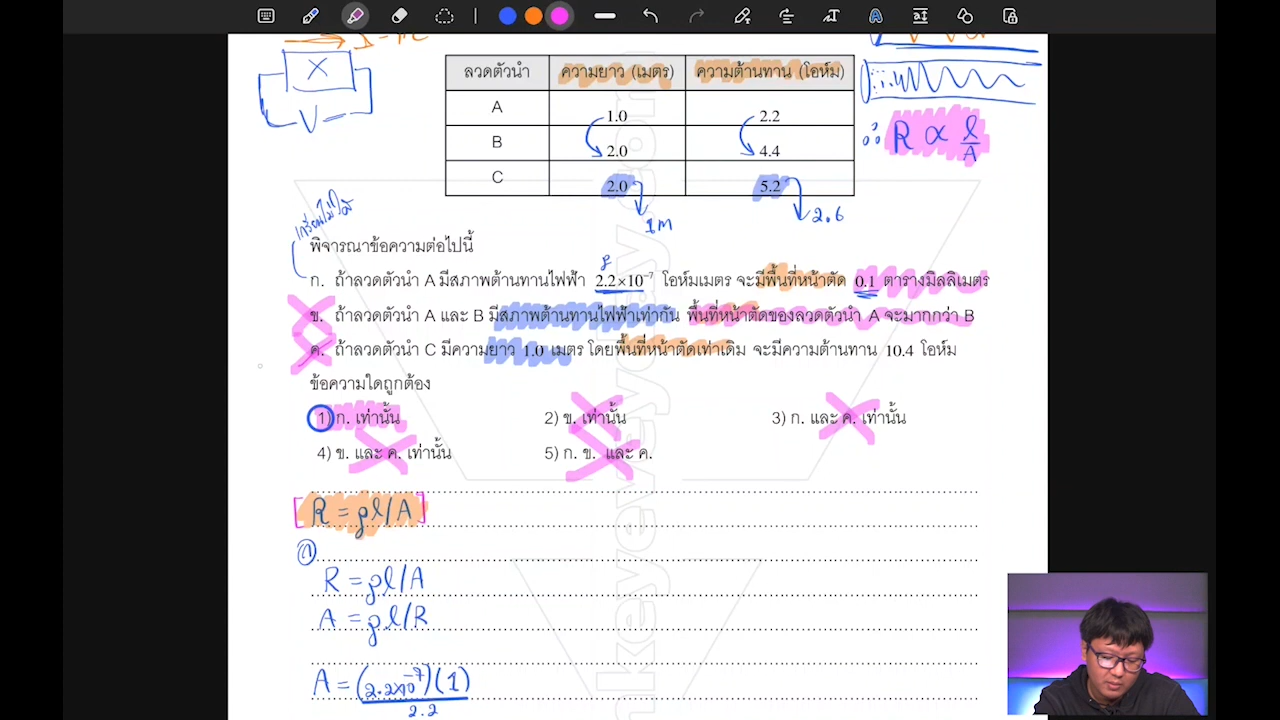 ลวดตัวนำ ความยาว (เมตร) ความต้านทาน (โอห์ม)
A 1.0 2.2
B 2.0 4.4
C 2.0 5.2
X
V
∴ R ∝ l/A
1m
2.6
พิจารณาข้อความต่อไปนี้
ρ
ก. ถ้าลวดตัวนำ A มีสภาพต้านทานไฟฟ้า 2.2×10⁻⁷ โอห์มเมตร จะมีพื้นที่หน้าตัด 0.1 ตารางมิลลิเมตร
ข. ถ้าลวดตัวนำ A และ B มีสภาพต้านทานไฟฟ้าเท่ากัน พื้นที่หน้าตัดของลวดตัวนำ A จะมากกว่า B
ค. ถ้าลวดตัวนำ C มีความยาว 1.0 เมตร โดยพื้นที่หน้าตัดเท่าเดิม จะมีความต้านทาน 10.4 โอห์ม
ข้อความใดถูกต้อง
1) ก. เท่านั้น 2) ข. เท่านั้น 3) ก. และ ค. เท่านั้น
4) ข. และ ค. เท่านั้น 5) ก. ข. และ ค.
R = ρl/A
ก
R = ρl/A
A = ρl/R
A = (2.2×10⁻⁷)(1)
2.2